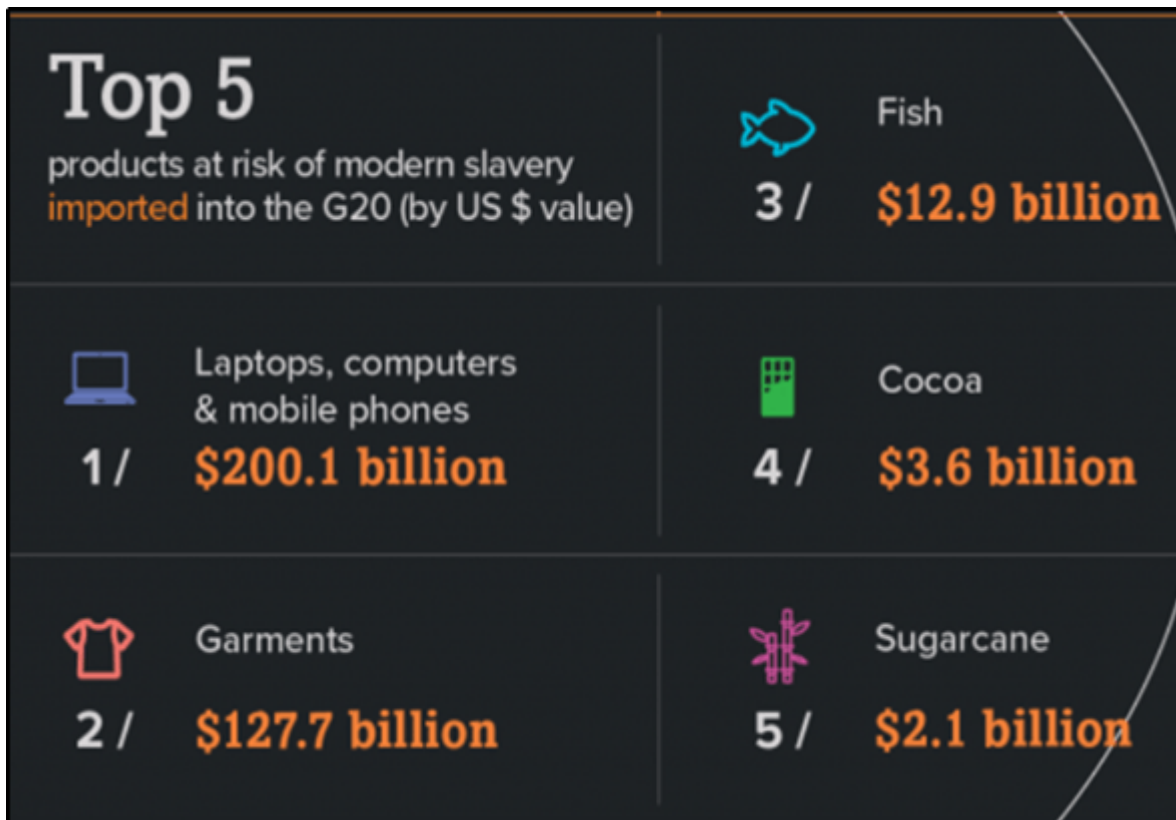 Top 5
products at risk of modern slavery
imported into the G20 (by US $ value)
Laptops, computers
& mobile phones
1 / $200.1 billion
Garments
2 / $127.7 billion
Fish
3 / $12.9 billion
Cocoa
4 / $3.6 billion
Sugarcane
5 / $2.1 billion